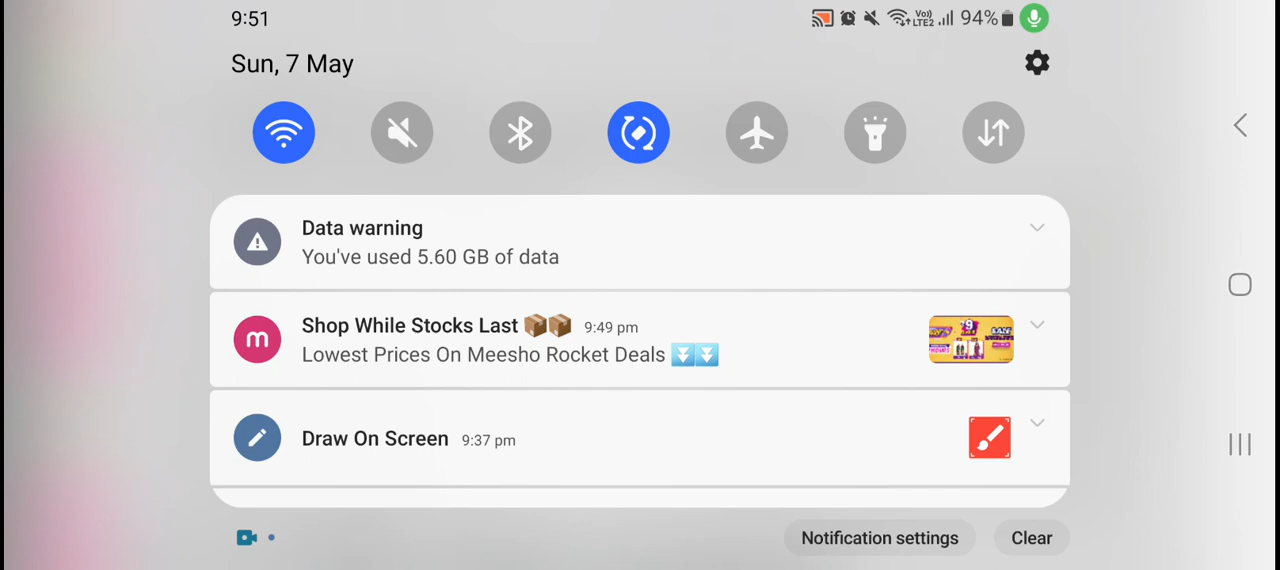 9:51
Vo))
LTE2
94%
Sun, 7 May
Data warning
You've used 5.60 GB of data
m
Shop While Stocks Last 📦📦 9:49 pm
Lowest Prices On Meesho Rocket Deals ⏬⏬
Draw On Screen 9:37 pm
Notification settings
Clear